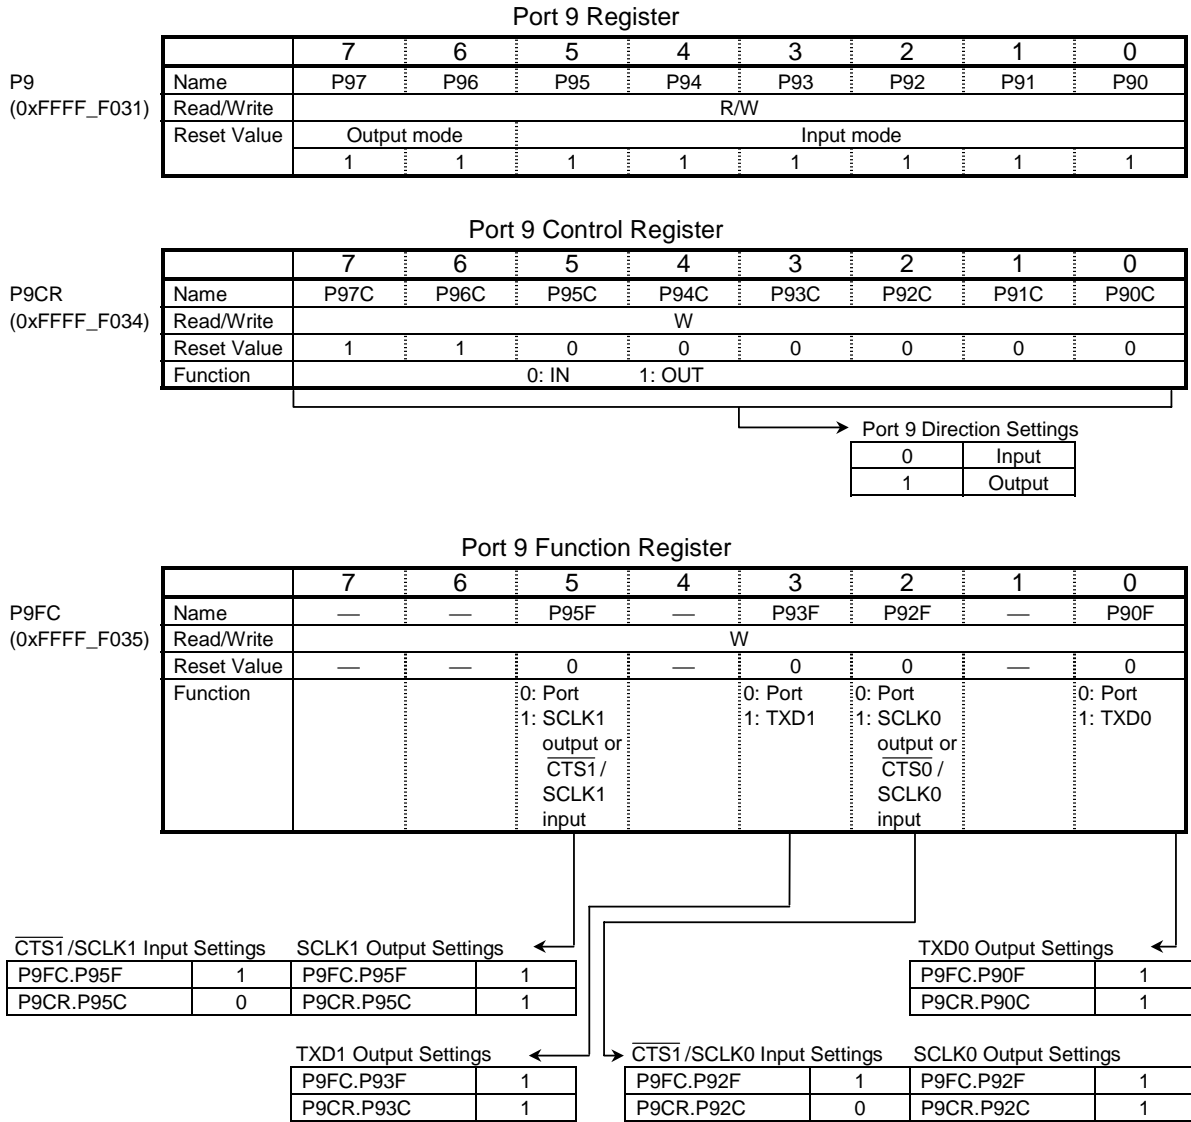 Port 9 Register
7 6 5 4 3 2 1 0
P9 Name P97 P96 P95 P94 P93 P92 P91 P90
(0xFFFF_F031) Read/Write R/W
Reset Value Output mode Input mode
1 1 1 1 1 1 1 1
Port 9 Control Register
7 6 5 4 3 2 1 0
P9CR Name P97C P96C P95C P94C P93C P92C P91C P90C
(0xFFFF_F034) Read/Write W
Reset Value 1 1 0 0 0 0 0 0
Function 0: IN 1: OUT
Port 9 Direction Settings
0 Input
1 Output
Port 9 Function Register
7 6 5 4 3 2 1 0
P9FC Name — — P95F — P93F P92F — P90F
(0xFFFF_F035) Read/Write W
Reset Value — — 0 — 0 0 — 0
Function 0: Port 0: Port 0: Port 0: Port
1: SCLK1 1: TXD1 1: SCLK0 1: TXD0
output or output or
CTS1 / CTS0 /
SCLK1 SCLK0
input input
CTS1 /SCLK1 Input Settings SCLK1 Output Settings TXD0 Output Settings
P9FC.P95F 1 P9FC.P95F 1 P9FC.P90F 1
P9CR.P95C 0 P9CR.P95C 1 P9CR.P90C 1
TXD1 Output Settings CTS1 /SCLK0 Input Settings SCLK0 Output Settings
P9FC.P93F 1 P9FC.P92F 1 P9FC.P92F 1
P9CR.P93C 1 P9CR.P92C 0 P9CR.P92C 1